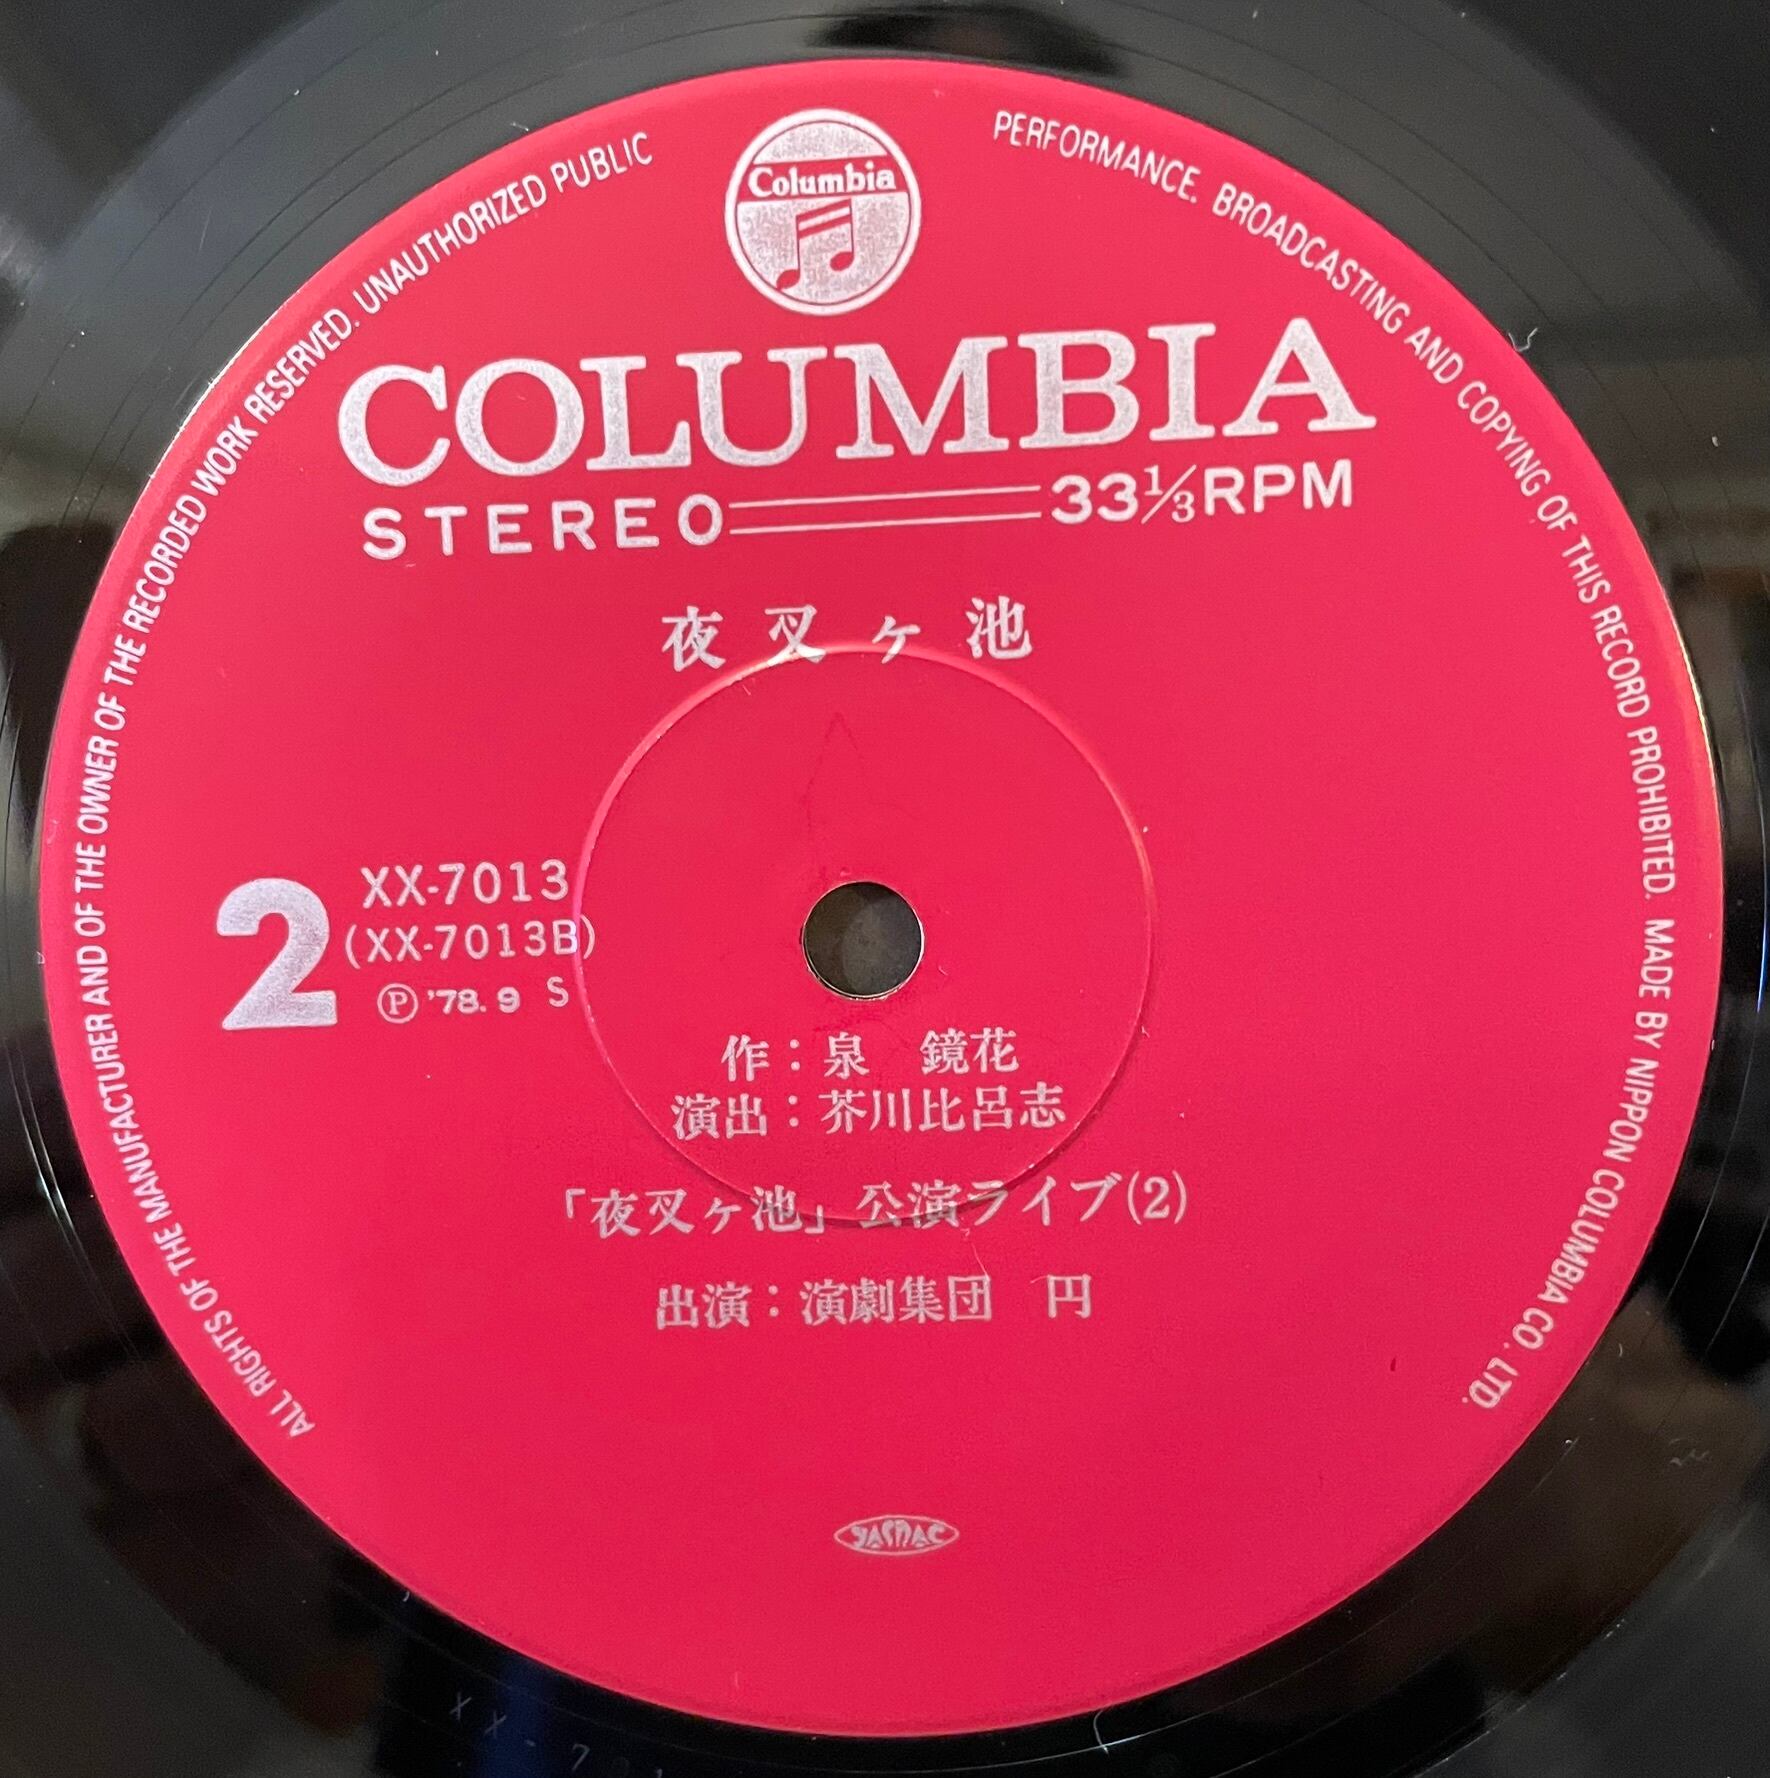 ALL RIGHTS OF THE MANUFACTURER AND OF THE OWNER OF THE RECORDED WORK RESERVED. UNAUTHORIZED PUBLIC PERFORMANCE. BROADCASTING AND COPYING OF THIS RECORD PROHIBITED. MADE BY NIPPON COLUMBIA CO. LTD.
Columbia
COLUMBIA
STEREO 33⅓RPM
夜叉ヶ池
2
XX-7013
(XX-7013B)
Ⓟ '78. 9 S
作：泉　鏡花
演出：芥川比呂志
「夜叉ヶ池」公演ライブ(2)
出演：演劇集団　円
JASRAC
XX-701